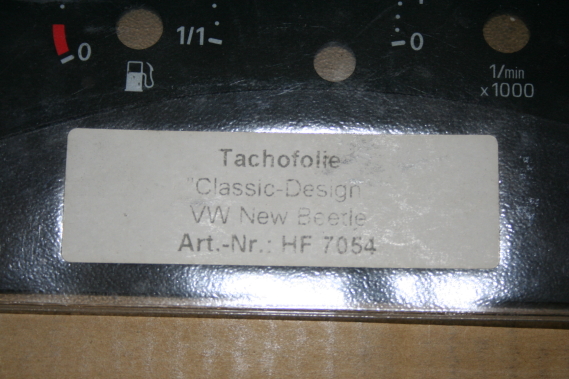 0
1/1
0
1/min
x1000
Tachofolie
"Classic-Design"
VW New Beetle
Art.-Nr.: HF 7054